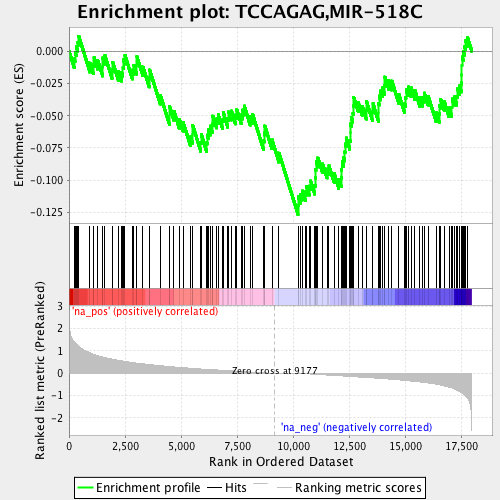 Enrichment plot: TCCAGAG,MIR-518C
Enrichment score (ES)
0.000
-0.025
-0.050
-0.075
-0.100
-0.125
Ranked list metric (PreRanked)
3
2
1
0
-1
-2
'na_pos' (positively correlated)
Zero cross at 9177
'na_neg' (negatively correlated)
0
2,500
5,000
7,500
10,000
12,500
15,000
17,500
Rank in Ordered Dataset
Enrichment profile
Hits
Ranking metric scores